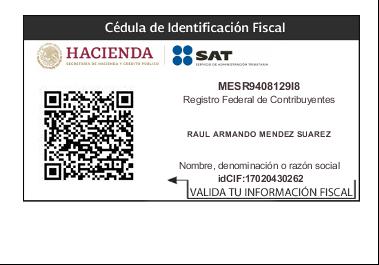 Cédula de Identificación Fiscal
HACIENDA
SECRETARÍA DE HACIENDA Y CRÉDITO PÚBLICO
SAT
SERVICIO DE ADMINISTRACIÓN TRIBUTARIA
MESR9408129I8
Registro Federal de Contribuyentes
RAUL ARMANDO MENDEZ SUAREZ
Nombre, denominación o razón social
idCIF:17020430262
VALIDA TU INFORMACIÓN FISCAL